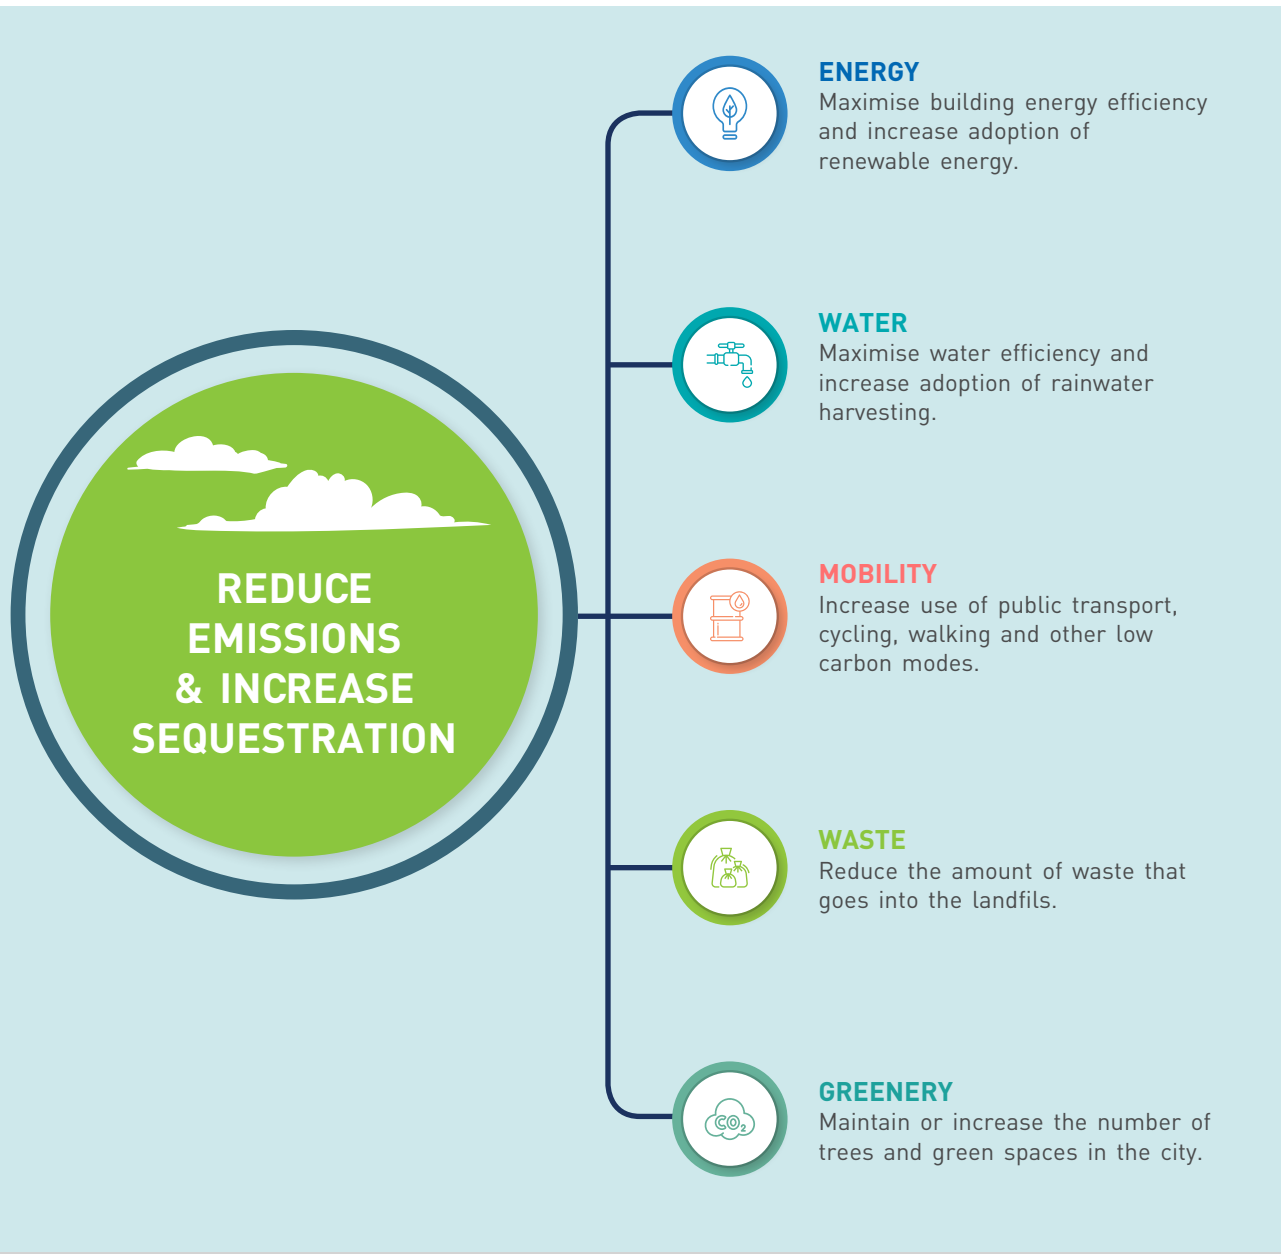 REDUCE
EMISSIONS
& INCREASE
SEQUESTRATION
ENERGY
Maximise building energy efficiency
and increase adoption of
renewable energy.
WATER
Maximise water efficiency and
increase adoption of rainwater
harvesting.
MOBILITY
Increase use of public transport,
cycling, walking and other low
carbon modes.
WASTE
Reduce the amount of waste that
goes into the landfils.
CO₂
GREENERY
Maintain or increase the number of
trees and green spaces in the city.